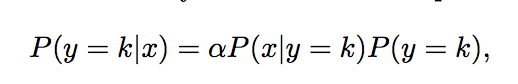 P(y = k|x) = αP(x|y = k)P(y = k),